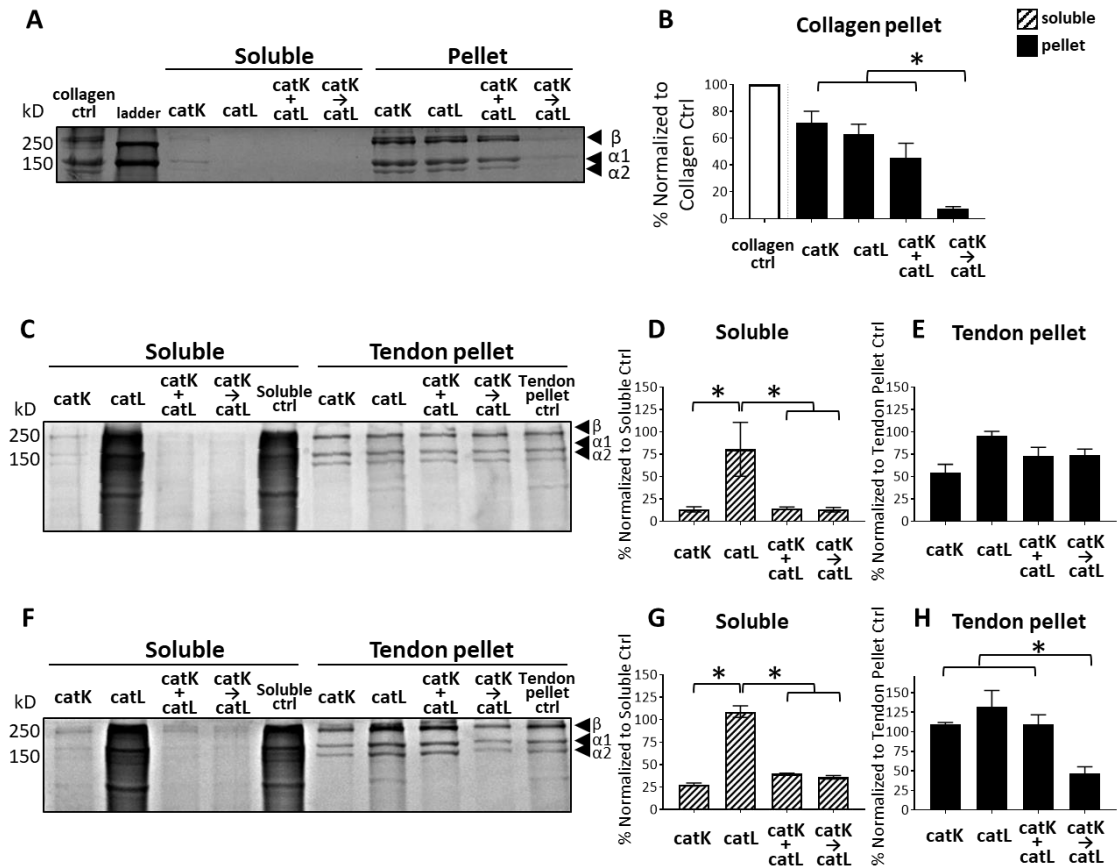 A
Soluble
Pellet
kD
collagen
ctrl
ladder
catK
catL
catK
+
catL
catK
→
catL
catK
catL
catK
+
catL
catK
→
catL
250
150
β
α1
α2
B
Collagen pellet
soluble
pellet
% Normalized to
Collagen Ctrl
100
80
60
40
20
0
*
collagen
ctrl
catK
catL
catK
+
catL
catK
→
catL
C
Soluble
Tendon pellet
kD
catK
catL
catK
+
catL
catK
→
catL
Soluble
ctrl
catK
catL
catK
+
catL
catK
→
catL
Tendon
pellet
ctrl
250
150
β
α1
α2
D
Soluble
% Normalized to Soluble Ctrl
150
125
100
75
50
25
0
* *
catK
catL
catK
+
catL
catK
→
catL
E
Tendon pellet
% Normalized to Tendon Pellet Ctrl
150
125
100
75
50
25
0
catK
catL
catK
+
catL
catK
→
catL
F
Soluble
Tendon pellet
kD
catK
catL
catK
+
catL
catK
→
catL
Soluble
ctrl
catK
catL
catK
+
catL
catK
→
catL
Tendon
pellet
ctrl
250
150
β
α1
α2
G
Soluble
% Normalized to Soluble Ctrl
150
125
100
75
50
25
0
* *
catK
catL
catK
+
catL
catK
→
catL
H
Tendon pellet
% Normalized to Tendon Pellet Ctrl
150
125
100
75
50
25
0
*
catK
catL
catK
+
catL
catK
→
catL